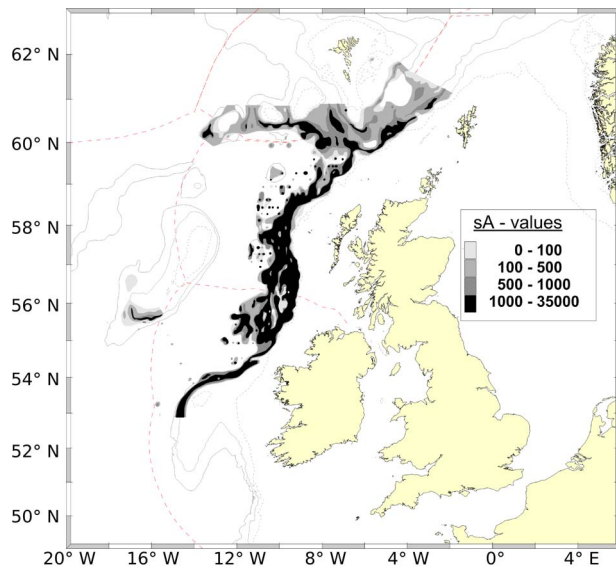 62° N
60° N
58° N
56° N
54° N
52° N
50° N
sA - values
0 - 100
100 - 500
500 - 1000
1000 - 35000
20° W 16° W 12° W 8° W 4° W 0° 4° E